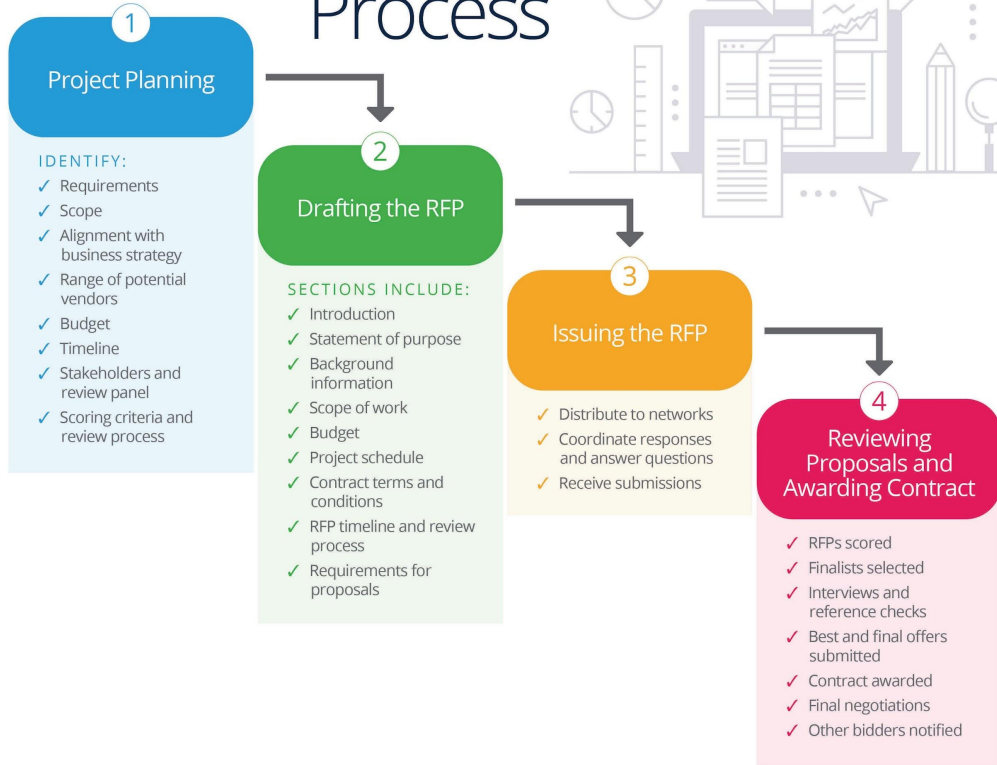 Process
1
Project Planning
IDENTIFY:
✓ Requirements
✓ Scope
✓ Alignment with
business strategy
✓ Range of potential
vendors
✓ Budget
✓ Timeline
✓ Stakeholders and
review panel
✓ Scoring criteria and
review process
2
Drafting the RFP
SECTIONS INCLUDE:
✓ Introduction
✓ Statement of purpose
✓ Background
information
✓ Scope of work
✓ Budget
✓ Project schedule
✓ Contract terms and
conditions
✓ RFP timeline and review
process
✓ Requirements for
proposals
3
Issuing the RFP
✓ Distribute to networks
✓ Coordinate responses
and answer questions
✓ Receive submissions
4
Reviewing
Proposals and
Awarding Contract
✓ RFPs scored
✓ Finalists selected
✓ Interviews and
reference checks
✓ Best and final offers
submitted
✓ Contract awarded
✓ Final negotiations
✓ Other bidders notified